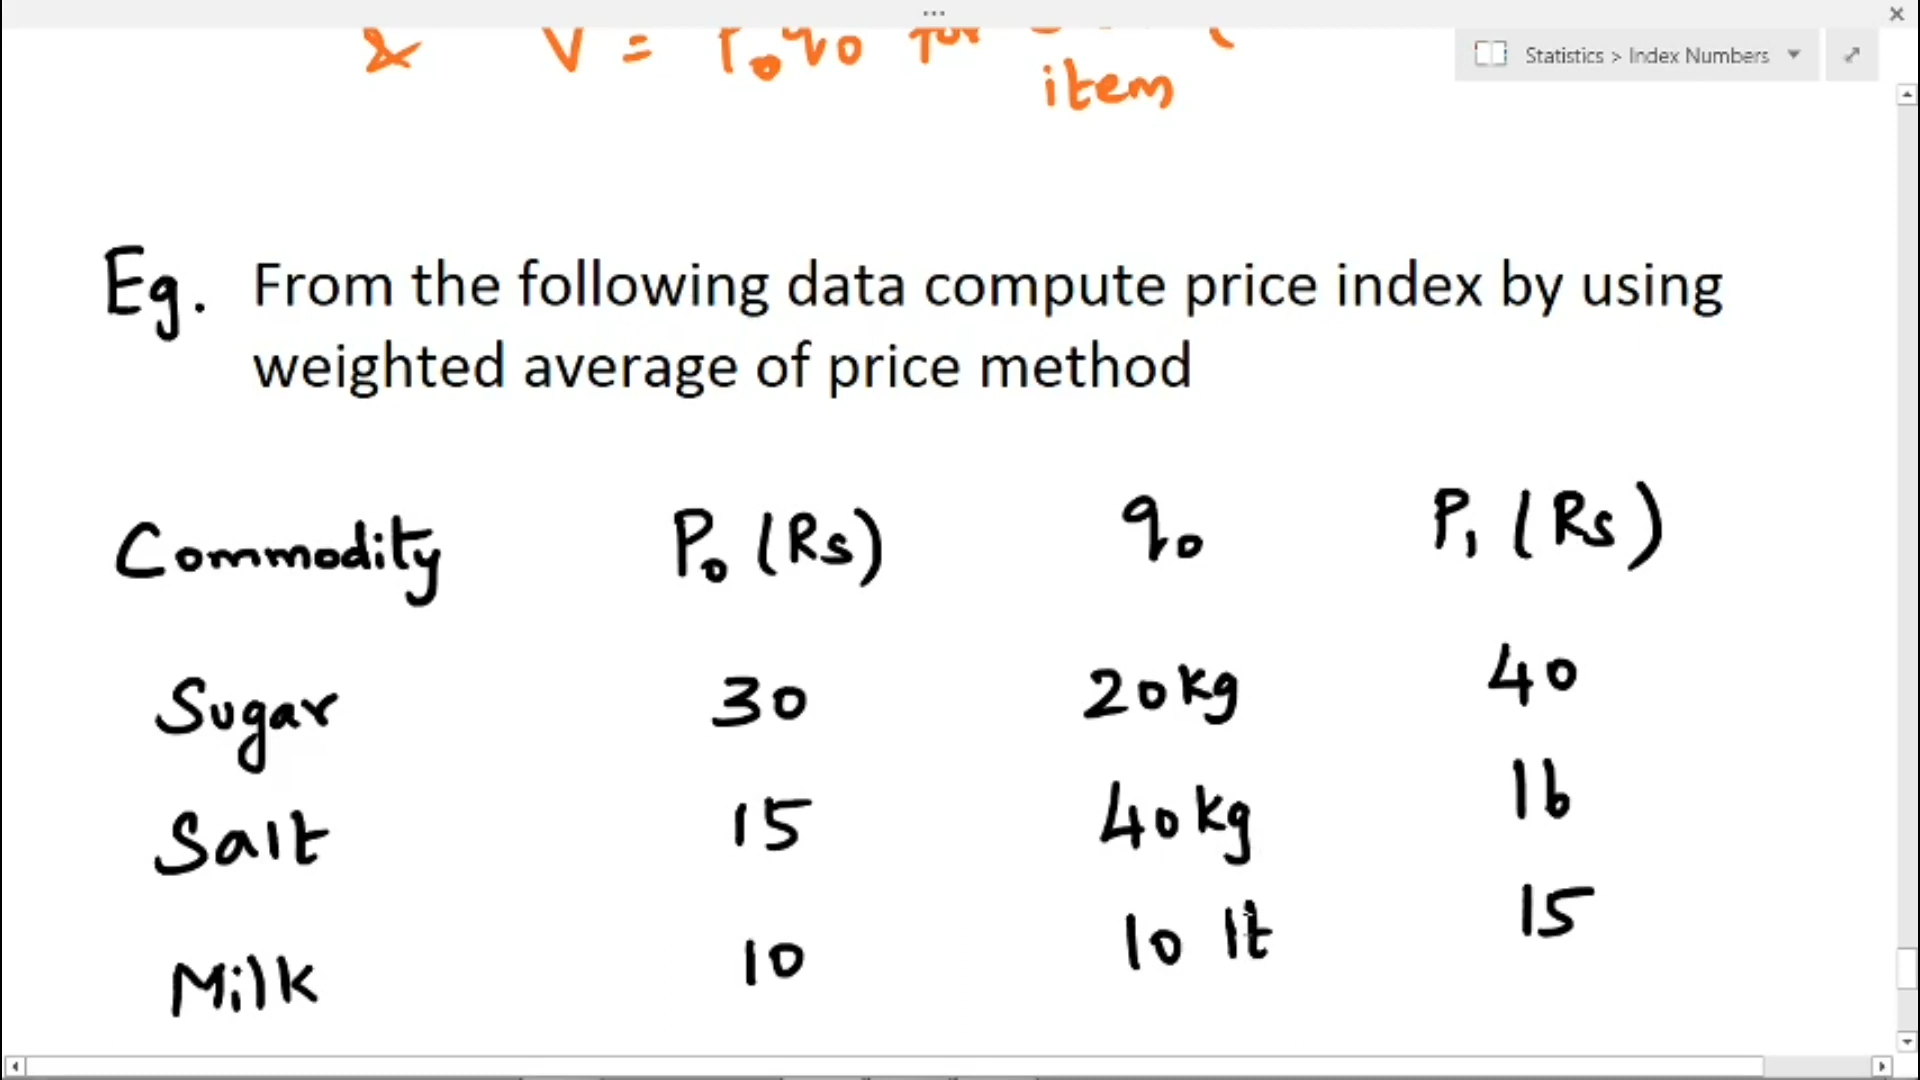 ...
Statistics > Index Numbers
& V = P₀q₀ for
item
Eg. From the following data compute price index by using
weighted average of price method
Commodity P₀ (Rs) q₀ P₁ (Rs)
Sugar 30 20kg 40
Salt 15 40kg 16
Milk 10 10 lt 15